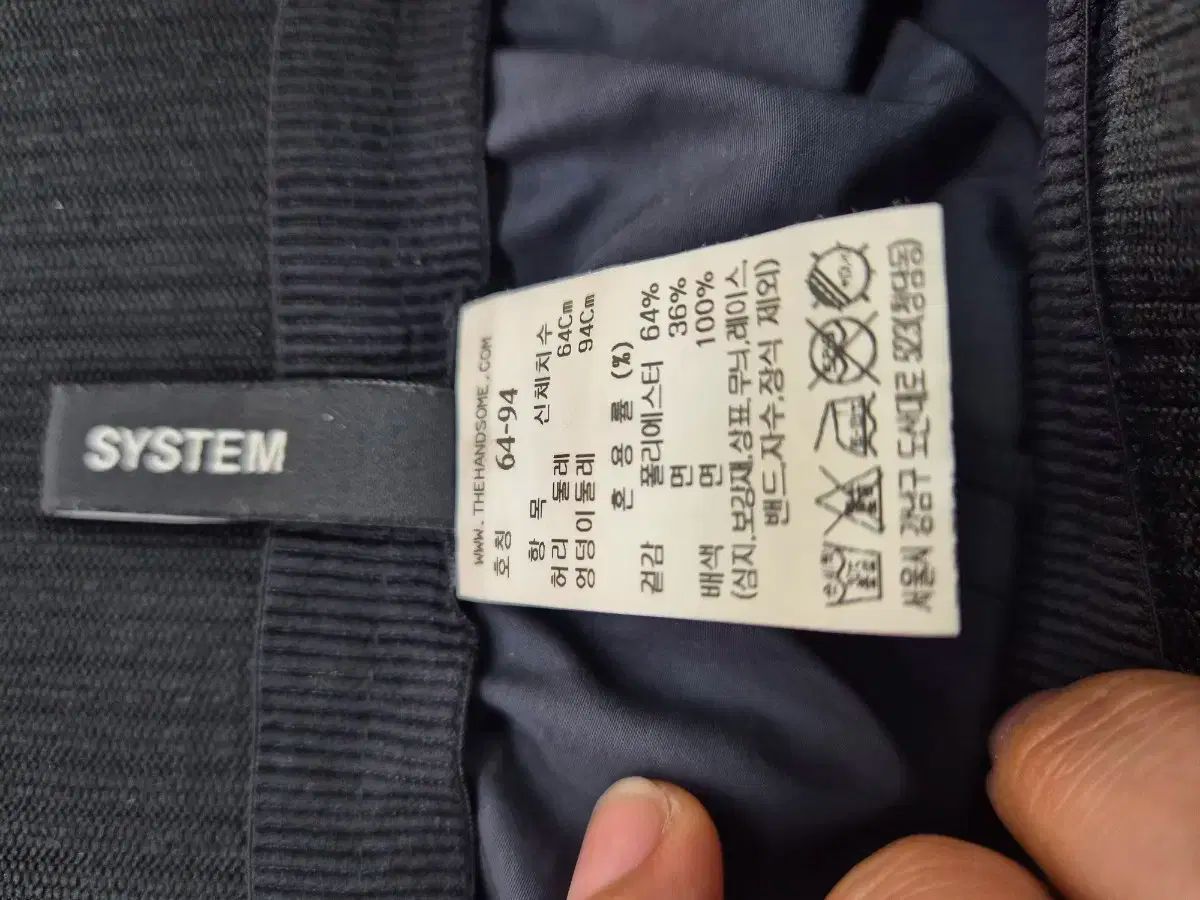 SYSTEM
WWW.THEHANDSOME.COM
호칭 64-94
항 목 신체치수
허리 둘레 64Cm
엉덩이 둘레 94Cm
혼 용 률 (%)
겉감 폴리에스터 64%
면 36%
배색 면 100%
(심지,보강재,상표,무늬,레이스,
밴드,자수,장식 제외)
서울시 강남구 도산대로 523(청담동)